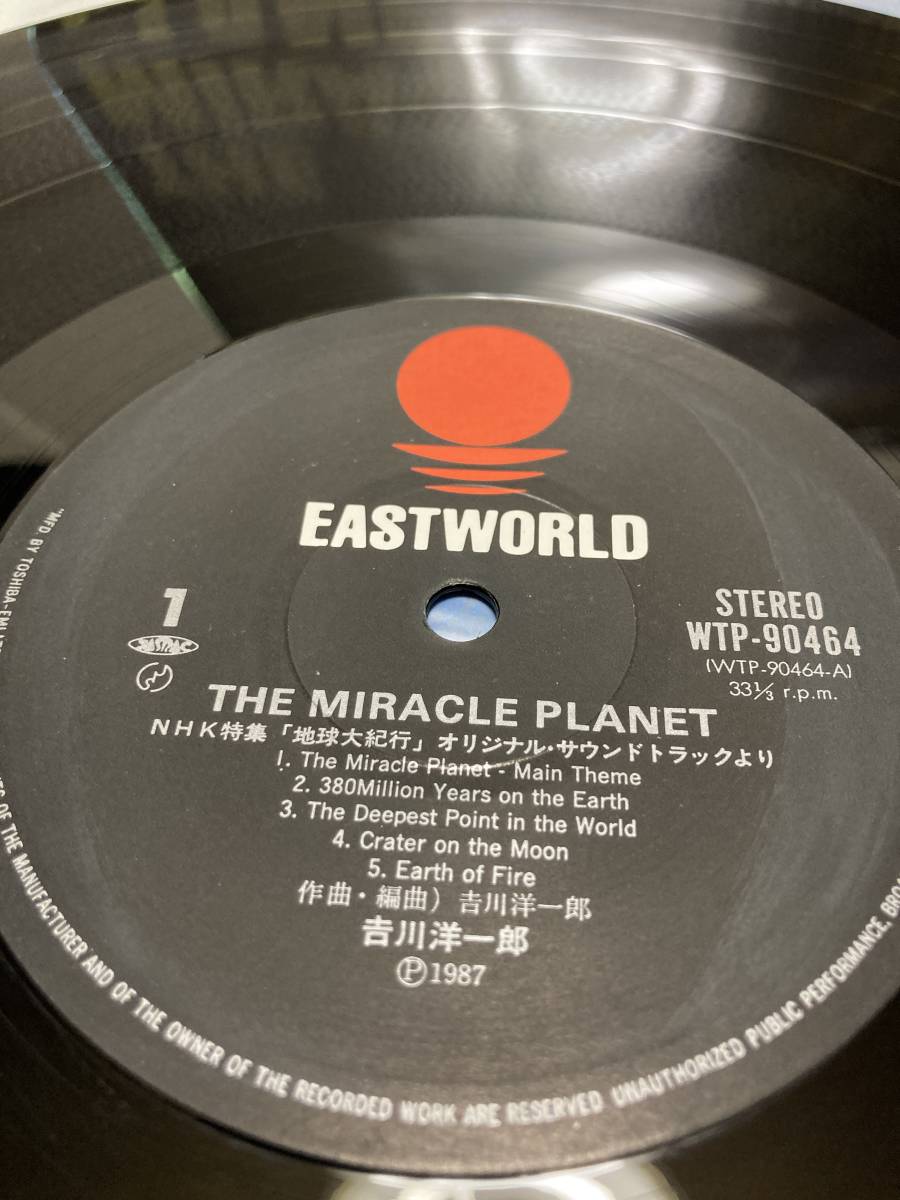 EASTWORLD
1
JASRAC
STEREO
WTP-90464
(WTP-90464-A)
33⅓ r.p.m.
THE MIRACLE PLANET
NHK特集「地球大紀行」オリジナル・サウンドトラックより
1. The Miracle Planet - Main Theme
2. 380Million Years on the Earth
3. The Deepest Point in the World
4. Crater on the Moon
5. Earth of Fire
作曲・編曲）吉川洋一郎
吉川洋一郎
Ⓟ1987
"MFD. BY TOSHIBA-EMI
OF THE MANUFACTURER AND OF THE OWNER OF THE RECORDED WORK ARE RESERVED UNAUTHORIZED PUBLIC PERFORMANCE,